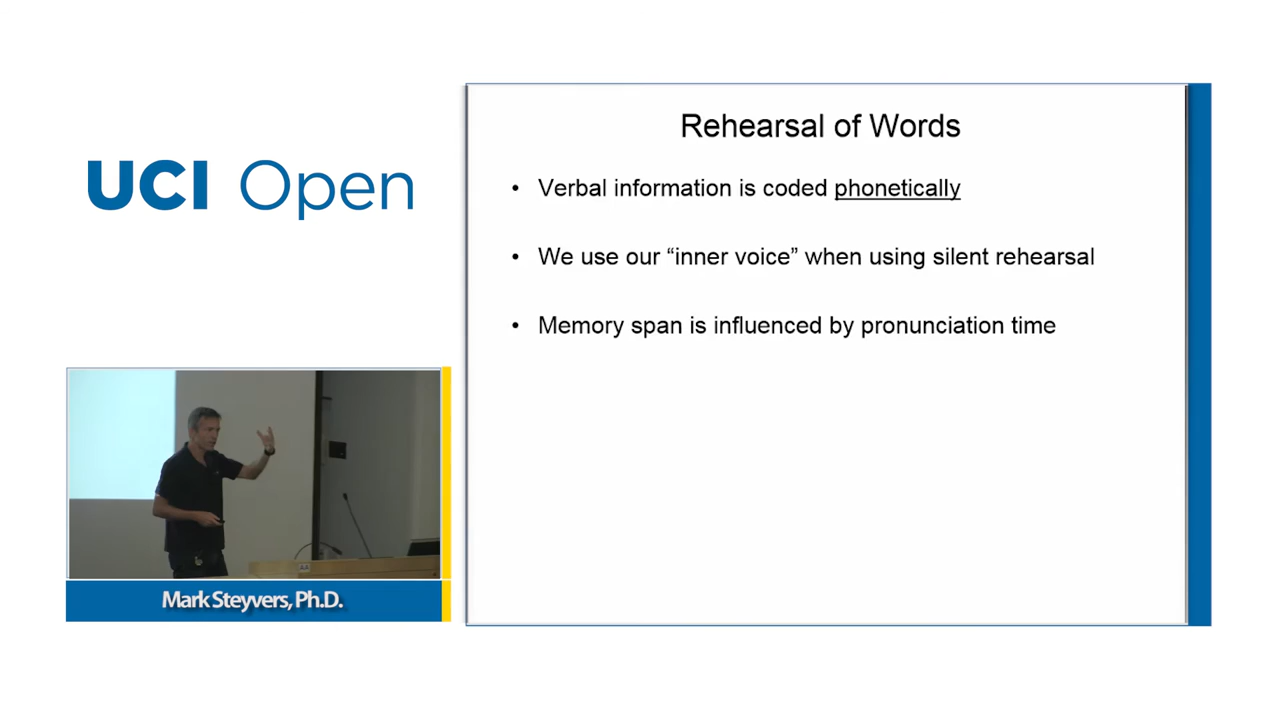 UCI Open
Rehearsal of Words
• Verbal information is coded phonetically
• We use our “inner voice” when using silent rehearsal
• Memory span is influenced by pronunciation time
Mark Steyvers, Ph.D.